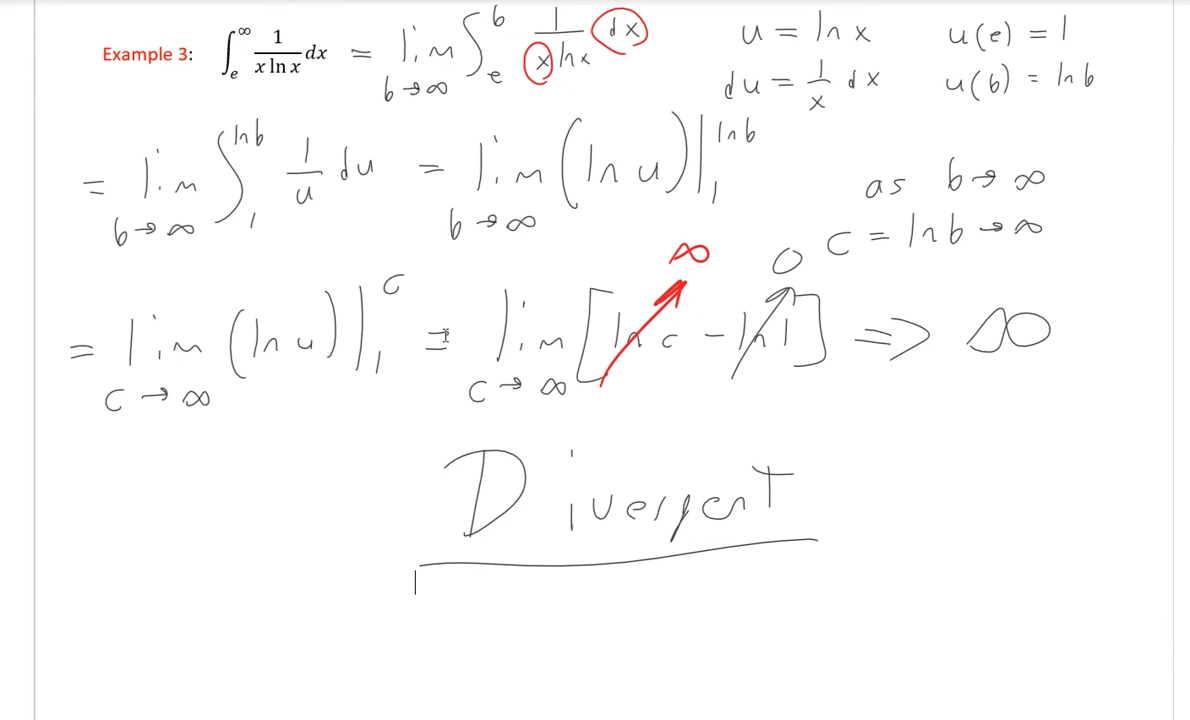 Example 3: ∫_e^∞ 1/(x ln x) dx = lim_{b→∞} ∫_e^b 1/(x ln x) dx u = ln x u(e) = 1
du = 1/x dx u(b) = ln b
= lim_{b→∞} ∫_1^{ln b} 1/u du = lim_{b→∞} (ln u)|_1^{ln b} as b→∞
c = ln b → ∞
= lim_{c→∞} (ln u)|_1^c = lim_{c→∞} [ln c - ln 1] ⇒ ∞
∞ 0
Divergent